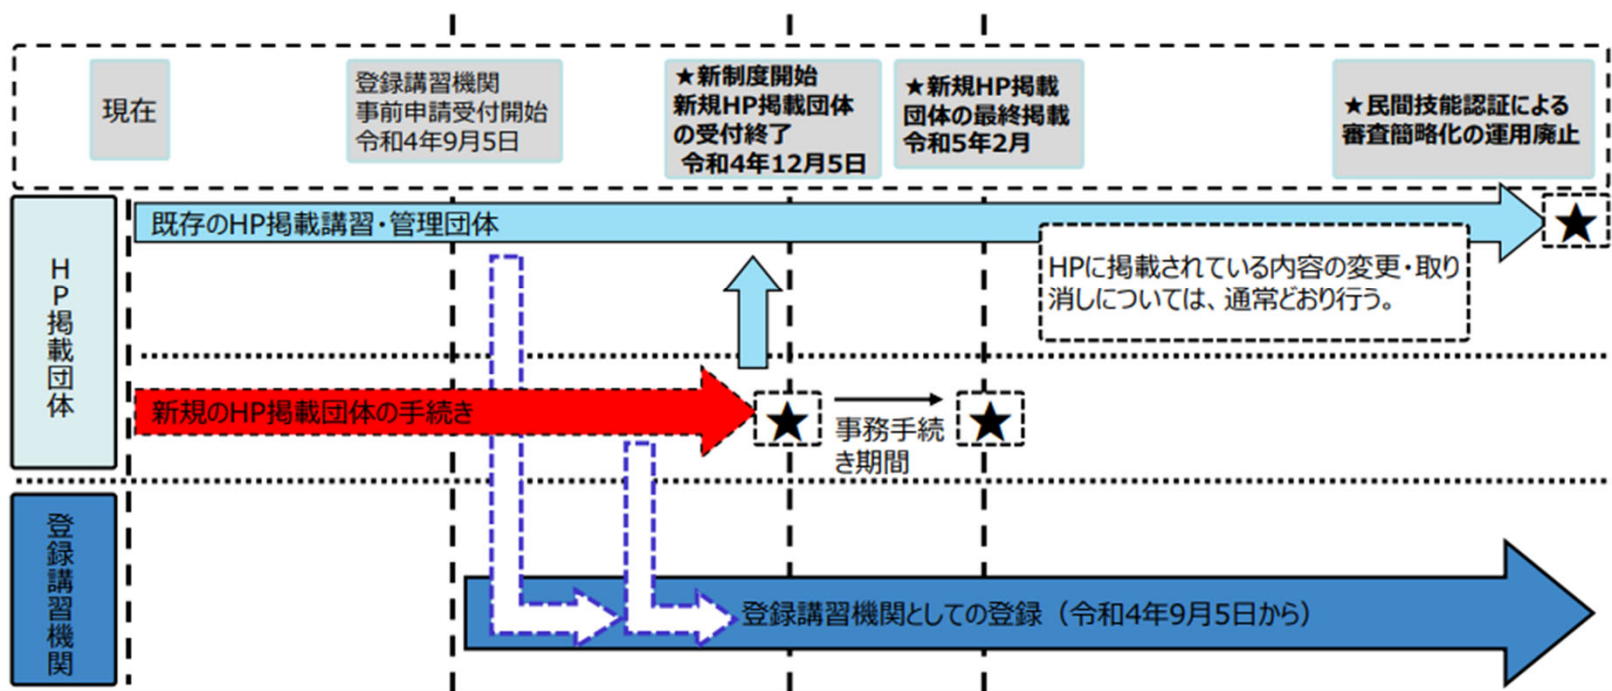 現在
登録講習機関
事前申請受付開始
令和4年9月5日
★新制度開始
新規HP掲載団体
の受付終了
令和4年12月5日
★新規HP掲載
団体の最終掲載
令和5年2月
★民間技能認証による
審査簡略化の運用廃止
HP掲載団体
既存のHP掲載講習・管理団体
★
HPに掲載されている内容の変更・取り
消しについては、通常どおり行う。
新規のHP掲載団体の手続き
★
事務手続
き期間
★
登録講習機関
登録講習機関としての登録（令和4年9月5日から）